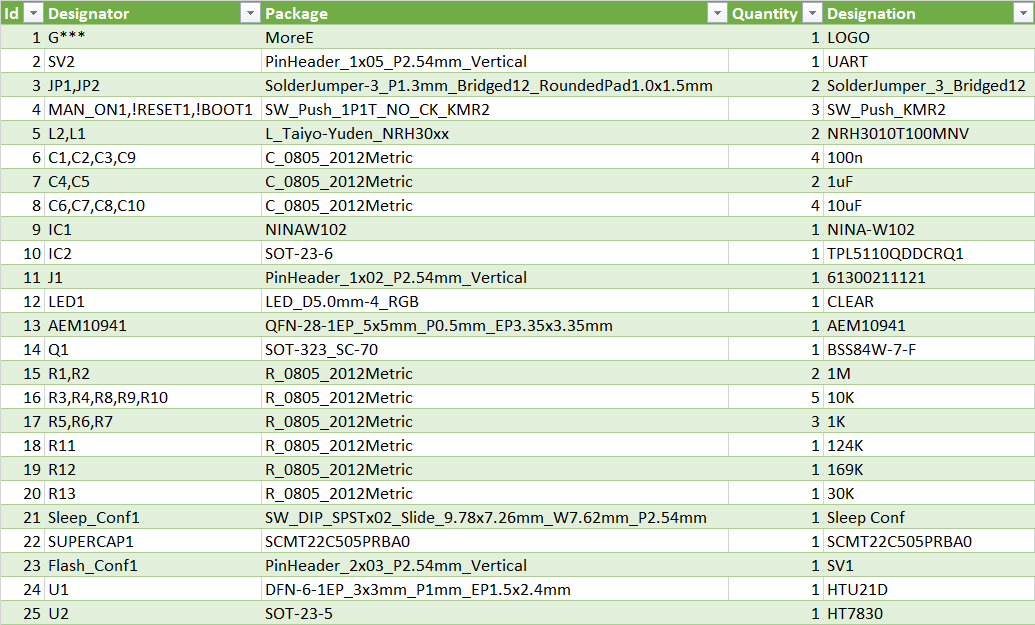 Id Designator Package Quantity Designation
1 G*** MoreE 1 LOGO
2 SV2 PinHeader_1x05_P2.54mm_Vertical 1 UART
3 JP1,JP2 SolderJumper-3_P1.3mm_Bridged12_RoundedPad1.0x1.5mm 2 SolderJumper_3_Bridged12
4 MAN_ON1,!RESET1,!BOOT1 SW_Push_1P1T_NO_CK_KMR2 3 SW_Push_KMR2
5 L2,L1 L_Taiyo-Yuden_NRH30xx 2 NRH3010T100MNV
6 C1,C2,C3,C9 C_0805_2012Metric 4 100n
7 C4,C5 C_0805_2012Metric 2 1uF
8 C6,C7,C8,C10 C_0805_2012Metric 4 10uF
9 IC1 NINAW102 1 NINA-W102
10 IC2 SOT-23-6 1 TPL5110QDDCRQ1
11 J1 PinHeader_1x02_P2.54mm_Vertical 1 61300211121
12 LED1 LED_D5.0mm-4_RGB 1 CLEAR
13 AEM10941 QFN-28-1EP_5x5mm_P0.5mm_EP3.35x3.35mm 1 AEM10941
14 Q1 SOT-323_SC-70 1 BSS84W-7-F
15 R1,R2 R_0805_2012Metric 2 1M
16 R3,R4,R8,R9,R10 R_0805_2012Metric 5 10K
17 R5,R6,R7 R_0805_2012Metric 3 1K
18 R11 R_0805_2012Metric 1 124K
19 R12 R_0805_2012Metric 1 169K
20 R13 R_0805_2012Metric 1 30K
21 Sleep_Conf1 SW_DIP_SPSTx02_Slide_9.78x7.26mm_W7.62mm_P2.54mm 1 Sleep Conf
22 SUPERCAP1 SCMT22C505PRBA0 1 SCMT22C505PRBA0
23 Flash_Conf1 PinHeader_2x03_P2.54mm_Vertical 1 SV1
24 U1 DFN-6-1EP_3x3mm_P1mm_EP1.5x2.4mm 1 HTU21D
25 U2 SOT-23-5 1 HT7830